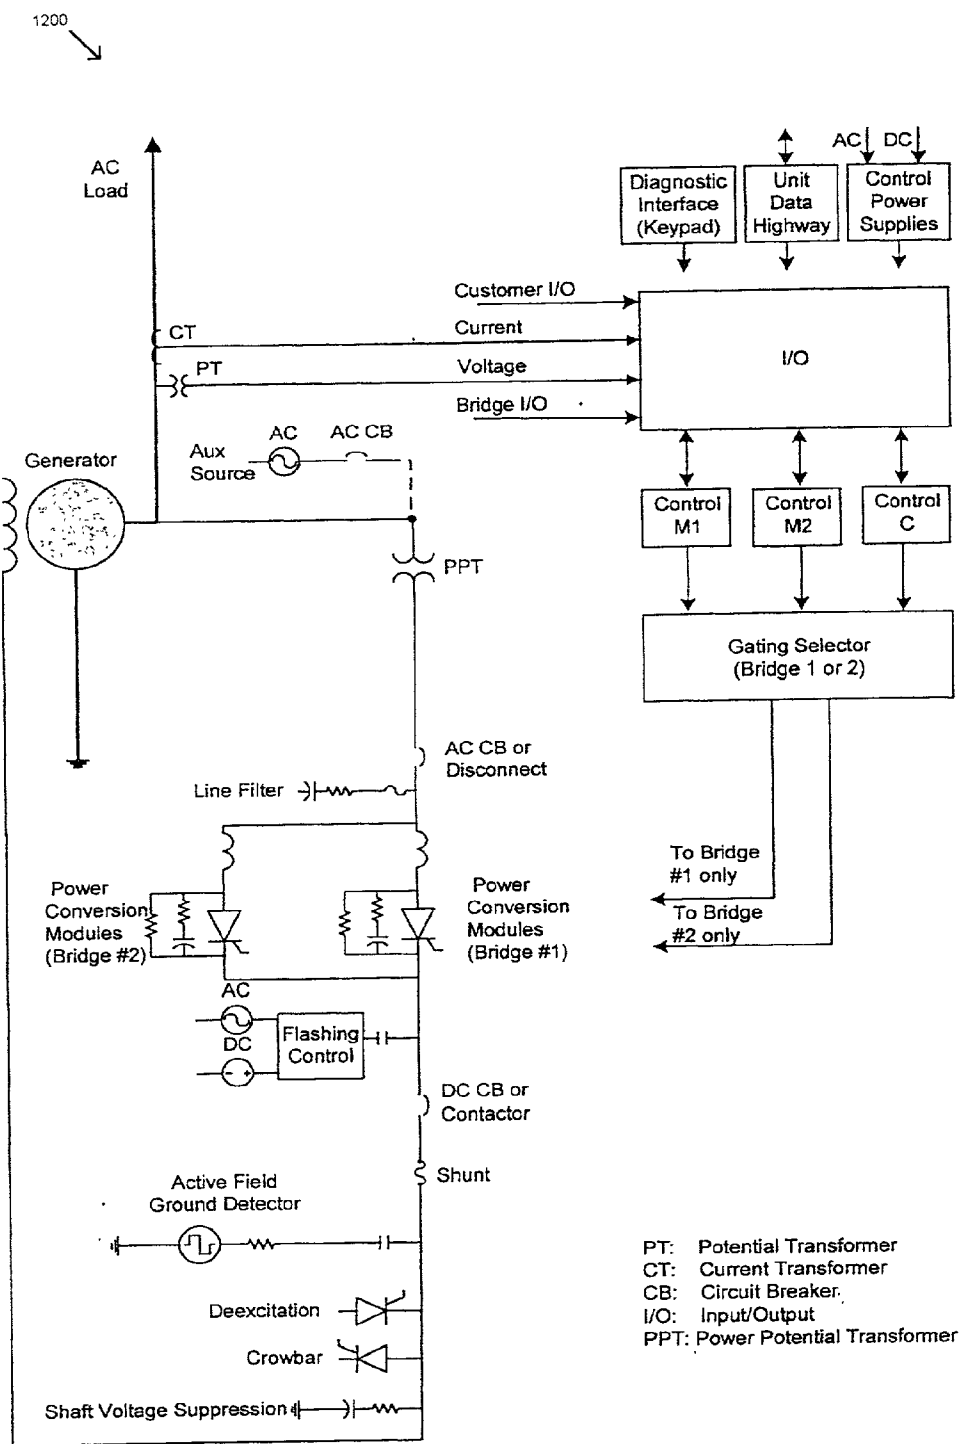 1200
AC
Load
AC DC
Diagnostic
Interface
(Keypad)
Unit
Data
Highway
Control
Power
Supplies
Customer I/O
CT
Current
I/O
PT
Voltage
Bridge I/O
Aux
Source
AC
AC CB
Generator
Control
M1
Control
M2
Control
C
PPT
Gating Selector
(Bridge 1 or 2)
AC CB or
Disconnect
Line Filter
To Bridge
#1 only
To Bridge
#2 only
Power
Conversion
Modules
(Bridge #2)
Power
Conversion
Modules
(Bridge #1)
AC
DC
- +
Flashing
Control
DC CB or
Contactor
Shunt
Active Field
Ground Detector
Deexcitation
Crowbar
Shaft Voltage Suppression
PT: Potential Transformer
CT: Current Transformer
CB: Circuit Breaker
I/O: Input/Output
PPT: Power Potential Transformer